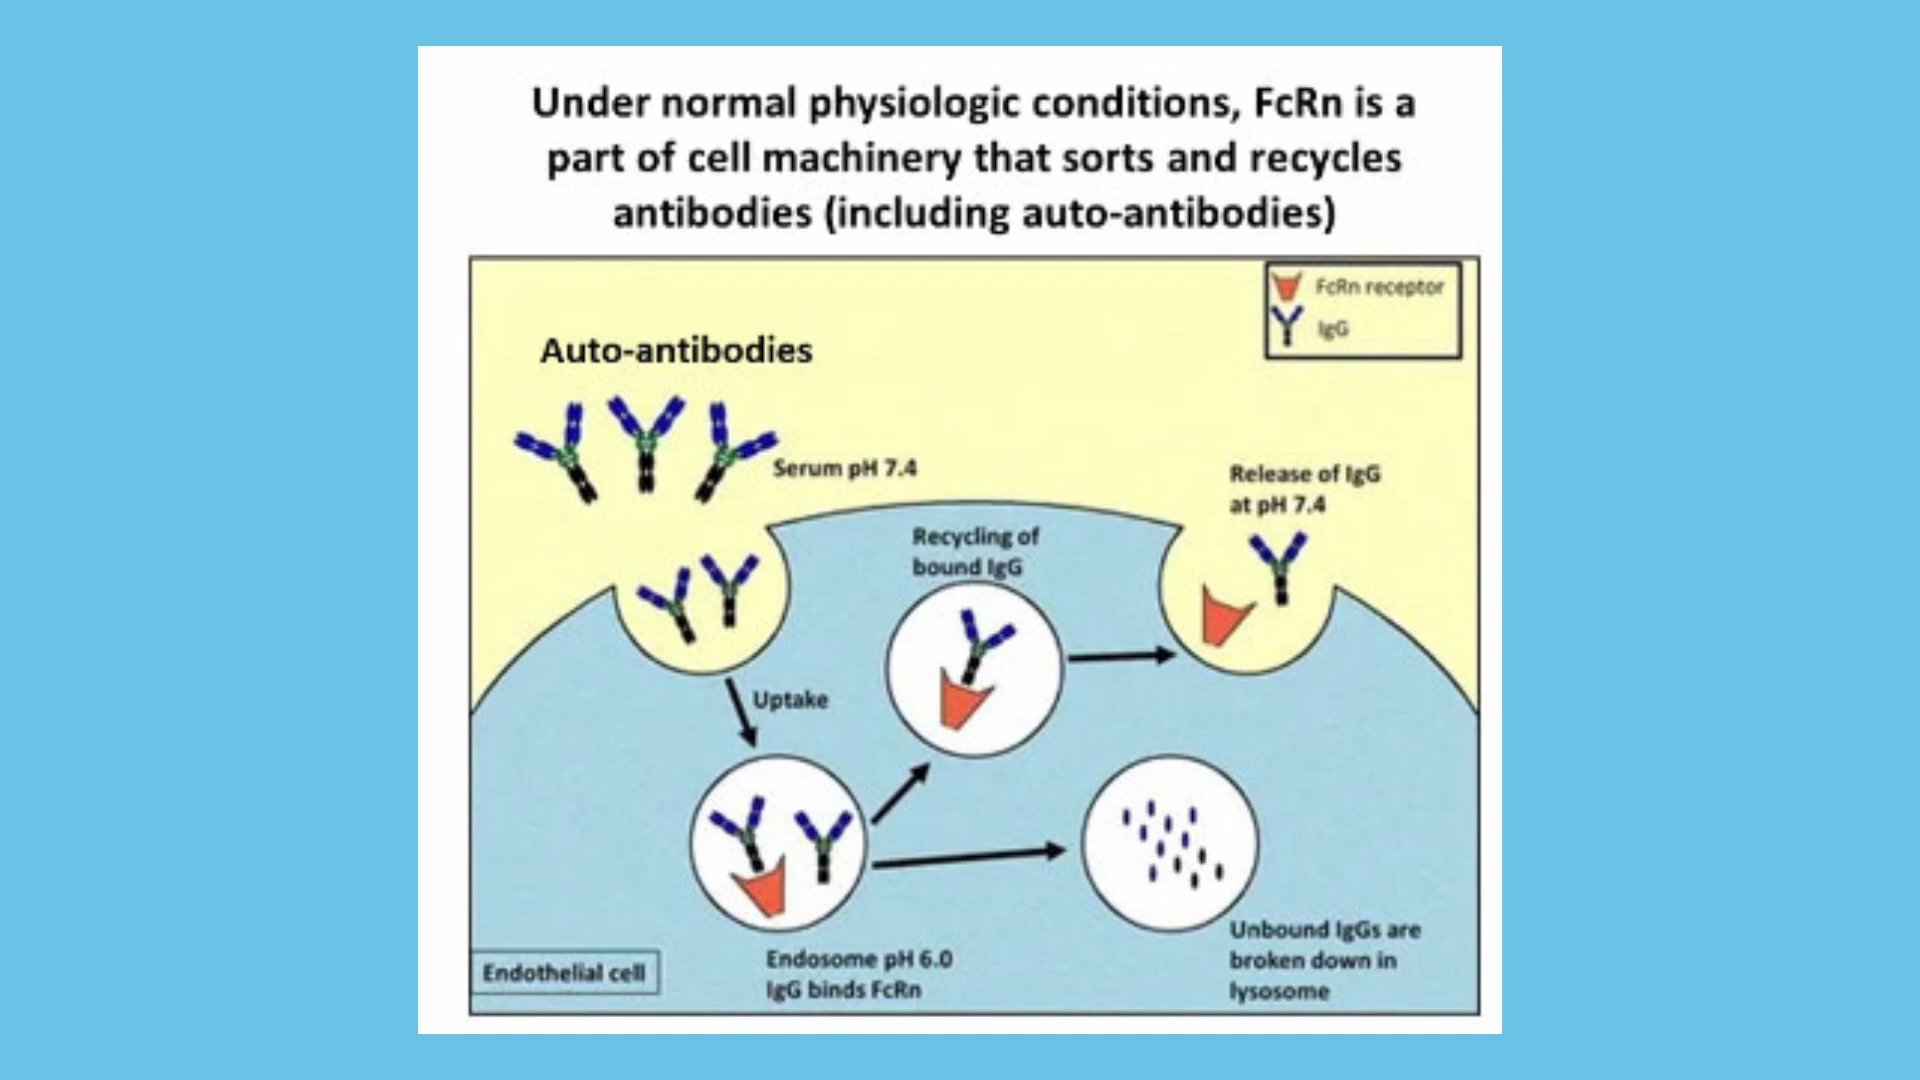 Under normal physiologic conditions, FcRn is a
part of cell machinery that sorts and recycles
antibodies (including auto-antibodies)
FcRn receptor
IgG
Auto-antibodies
Serum pH 7.4
Release of IgG
at pH 7.4
Recycling of
bound IgG
Uptake
Endosome pH 6.0
IgG binds FcRn
Unbound IgGs are
broken down in
lysosome
Endothelial cell